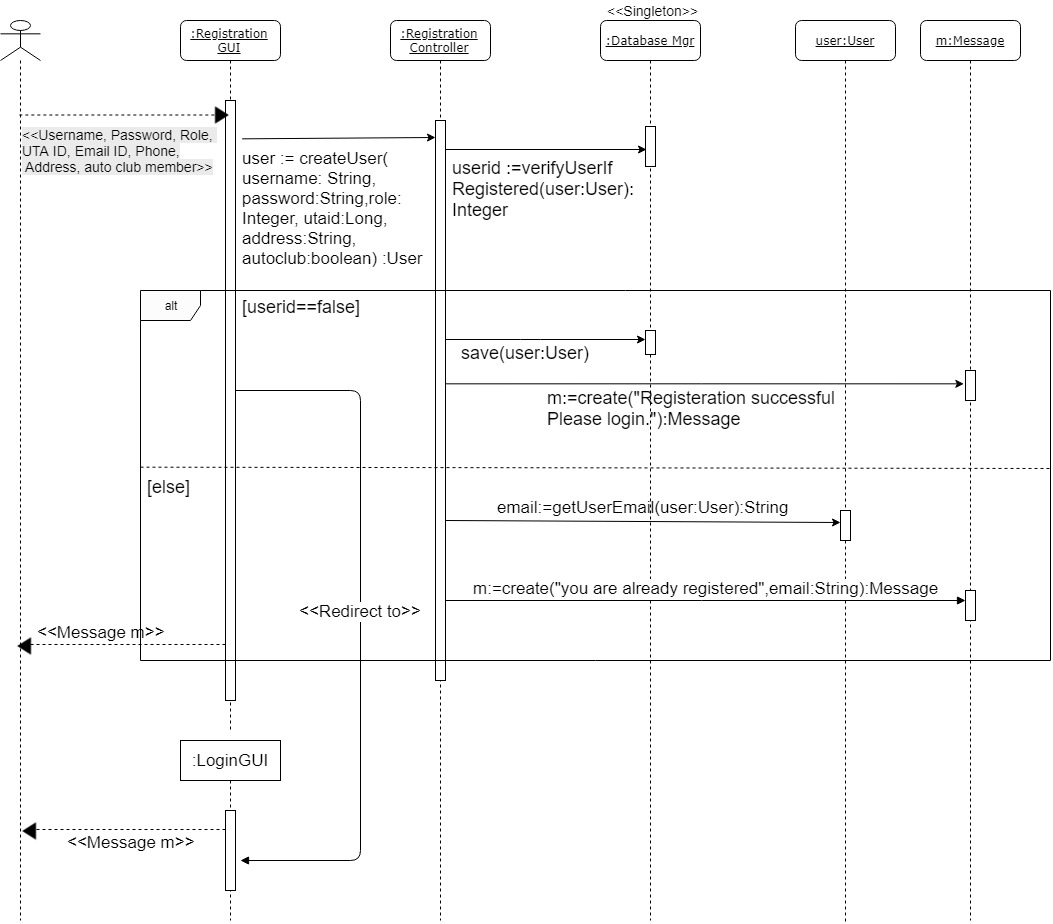 <<Singleton>>
:Registration
GUI
:Registration
Controller
:Database Mgr
user:User
m:Message
<<Username, Password, Role,
UTA ID, Email ID, Phone,
Address, auto club member>>
user := createUser(
username: String,
password:String,role:
Integer, utaid:Long,
address:String,
autoclub:boolean) :User
userid :=verifyUserIf
Registered(user:User):
Integer
alt
[userid==false]
save(user:User)
m:=create("Registeration successful
Please login."):Message
[else]
email:=getUserEmail(user:User):String
m:=create("you are already registered",email:String):Message
<<Redirect to>>
<<Message m>>
:LoginGUI
<<Message m>>